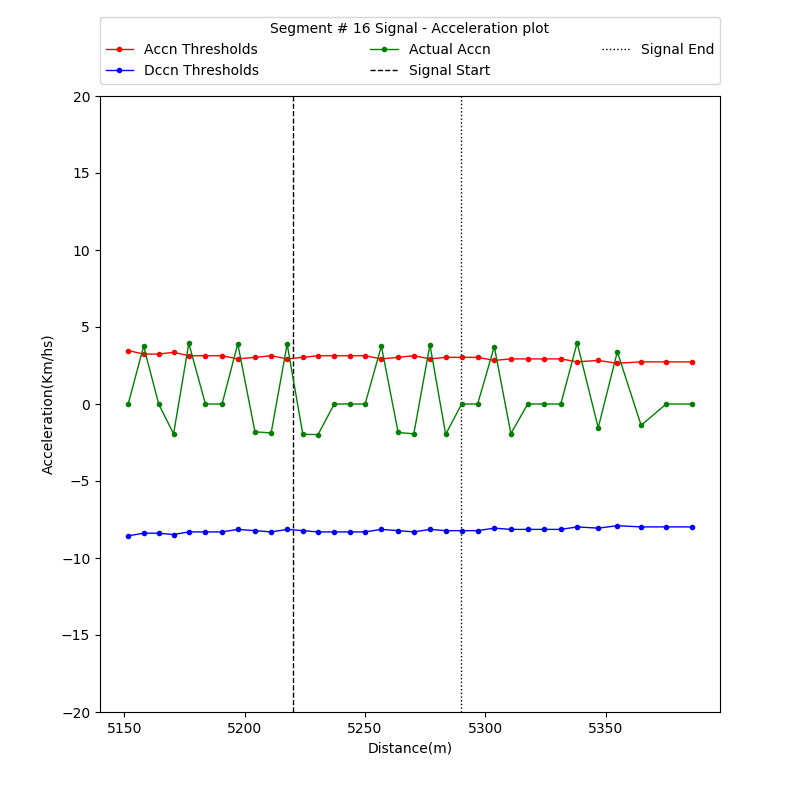 Segment # 16 Signal - Acceleration plot
Accn Thresholds
Dccn Thresholds
Actual Accn
Signal Start
Signal End
20
15
10
5
0
−5
−10
−15
−20
Acceleration(Km/hs)
5150 5200 5250 5300 5350
Distance(m)